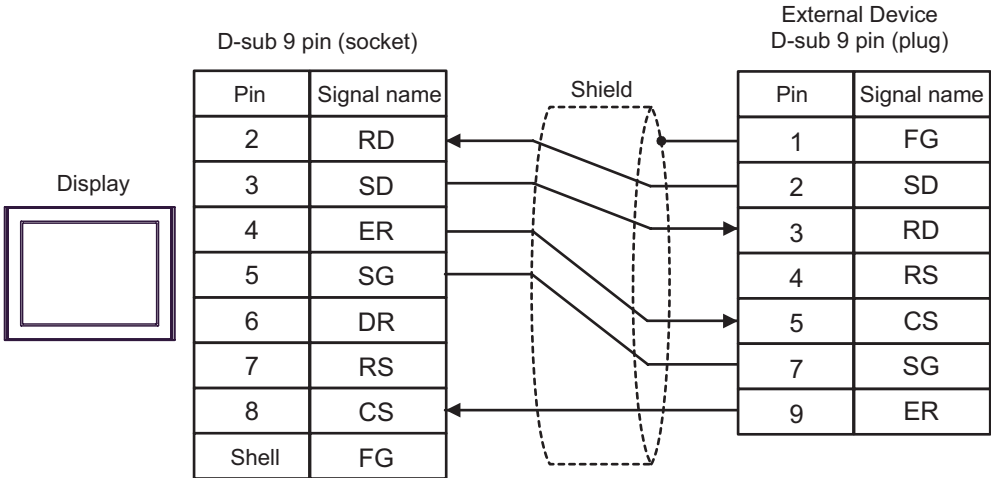 External Device
D-sub 9 pin (socket)
D-sub 9 pin (plug)
Pin Signal name
Shield
Pin Signal name
2 RD
1 FG
Display
3 SD
2 SD
4 ER
3 RD
5 SG
4 RS
6 DR
5 CS
7 RS
7 SG
8 CS
9 ER
Shell FG